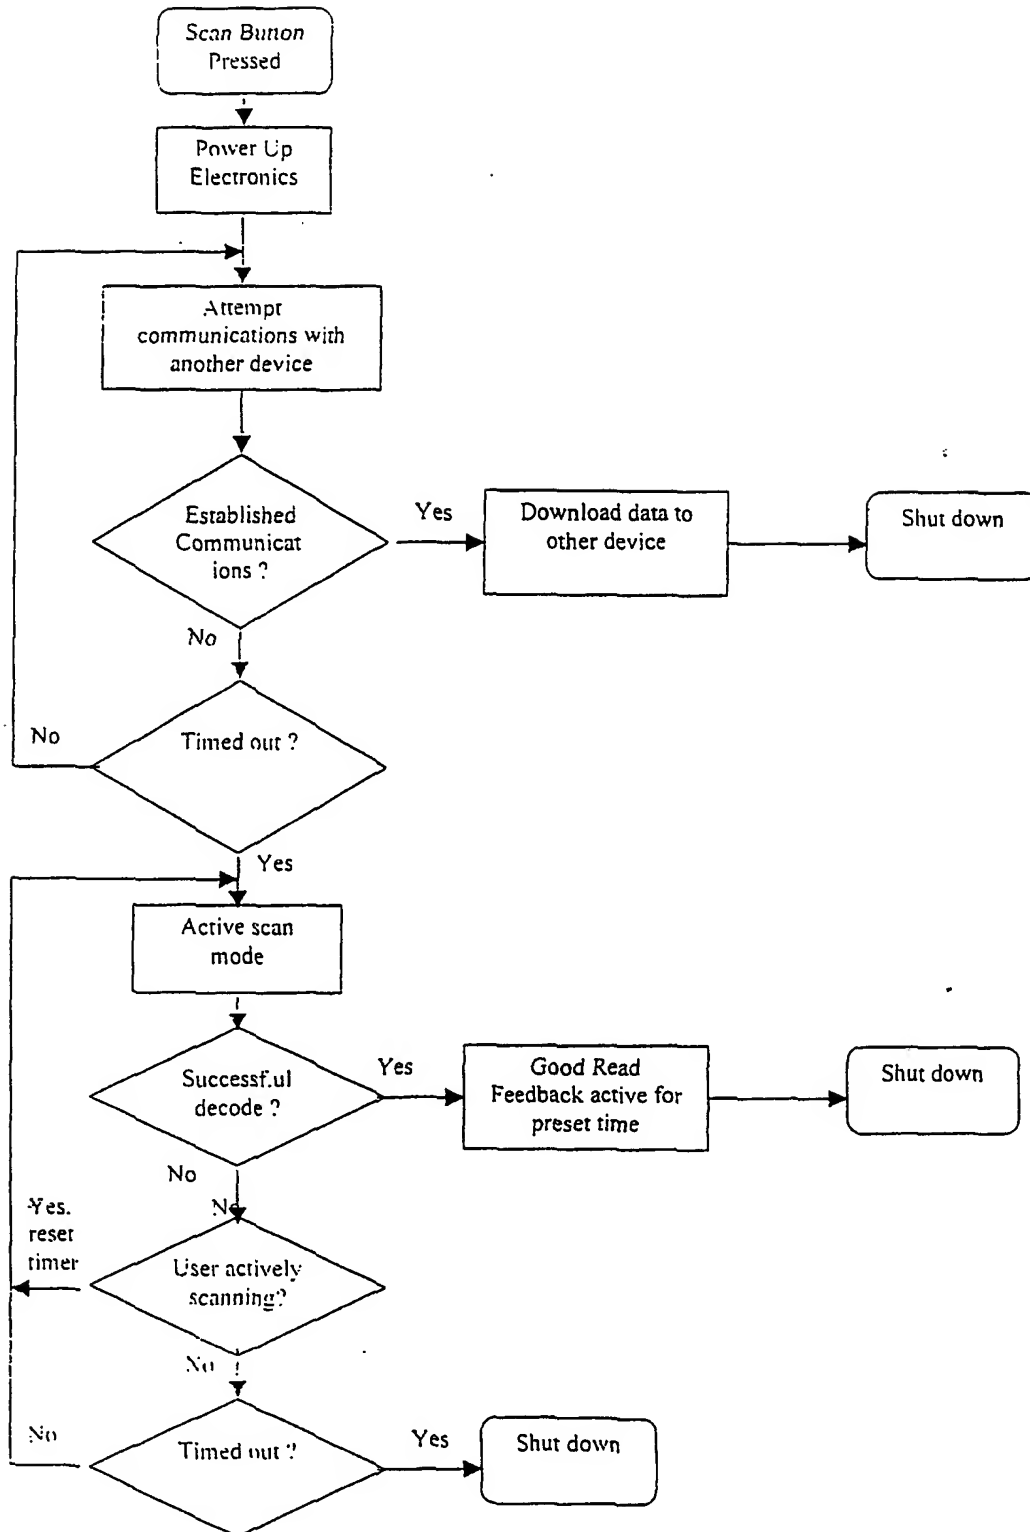 Scan Button
Pressed
Power Up
Electronics
Attempt
communications with
another device
Established
Communicat
ions ?
Yes
Download data to
other device
Shut down
No
Timed out ?
No
Yes
Active scan
mode
Successful
decode ?
Yes
Good Read
Feedback active for
preset time
Shut down
No
No
Yes,
reset
timer
User actively
scanning?
No
Timed out ?
No
Yes
Shut down